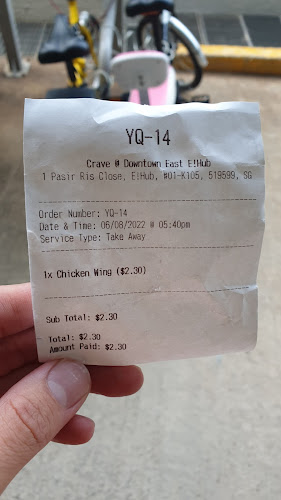 YQ-14
Crave @ Downtown East E!Hub
1 Pasir Ris Close, E!Hub, #01-K105, 519599, SG
Order Number: YQ-14
Date & Time: 06/08/2022 @ 05:40pm
Service Type: Take Away
1x Chicken Wing ($2.30)
Sub Total: $2.30
Total: $2.30
Amount Paid: $2.30